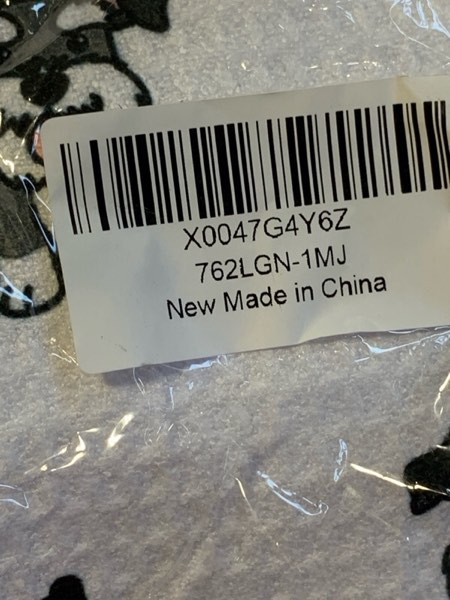 X0047G4Y6Z
762LGN-1MJ
New Made in China